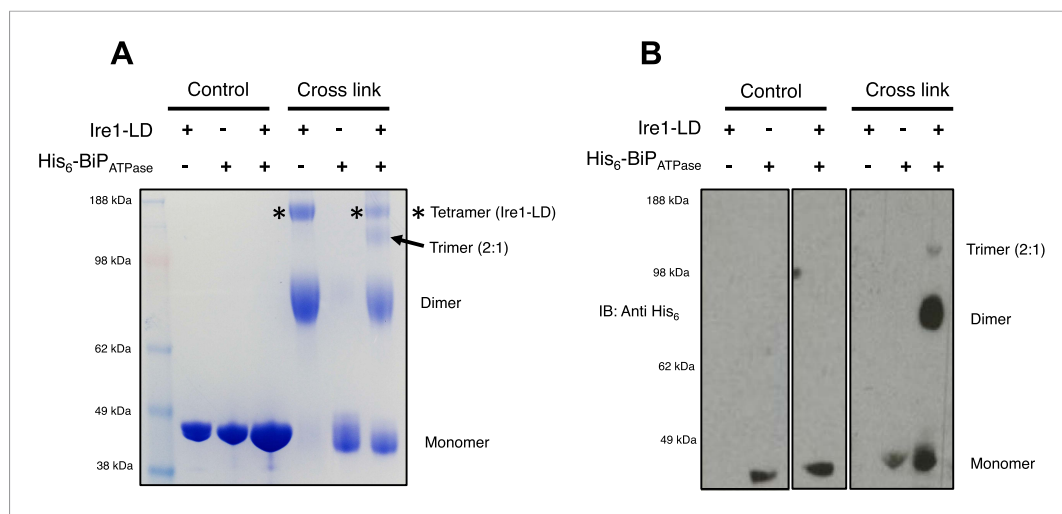 A
Control Cross link
Ire1-LD + - + + - +
His6-BiPATPase - + + - + +
188 kDa
* * * Tetramer (Ire1-LD)
Trimer (2:1)
98 kDa
Dimer
62 kDa
49 kDa
Monomer
38 kDa
B
Control Cross link
Ire1-LD + - + + - +
His6-BiPATPase - + + - + +
188 kDa
Trimer (2:1)
98 kDa
IB: Anti His6
Dimer
62 kDa
49 kDa
Monomer